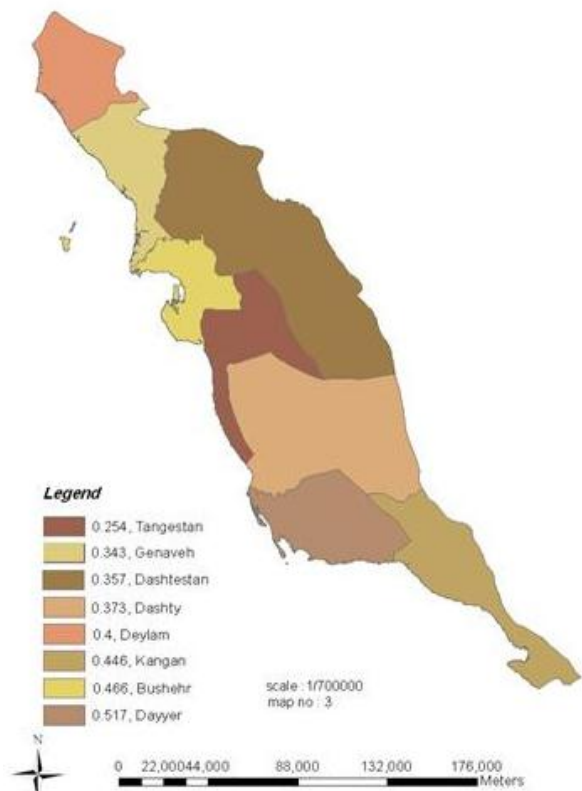 Legend
0.254, Tangestan
0.343, Genaveh
0.357, Dashtestan
0.373, Dashty
0.4, Deylam
0.446, Kangan
0.466, Bushehr
0.517, Dayyer
scale : 1/700000
map no : 3
N
0 22,00044,000 88,000 132,000 176,000
Meters